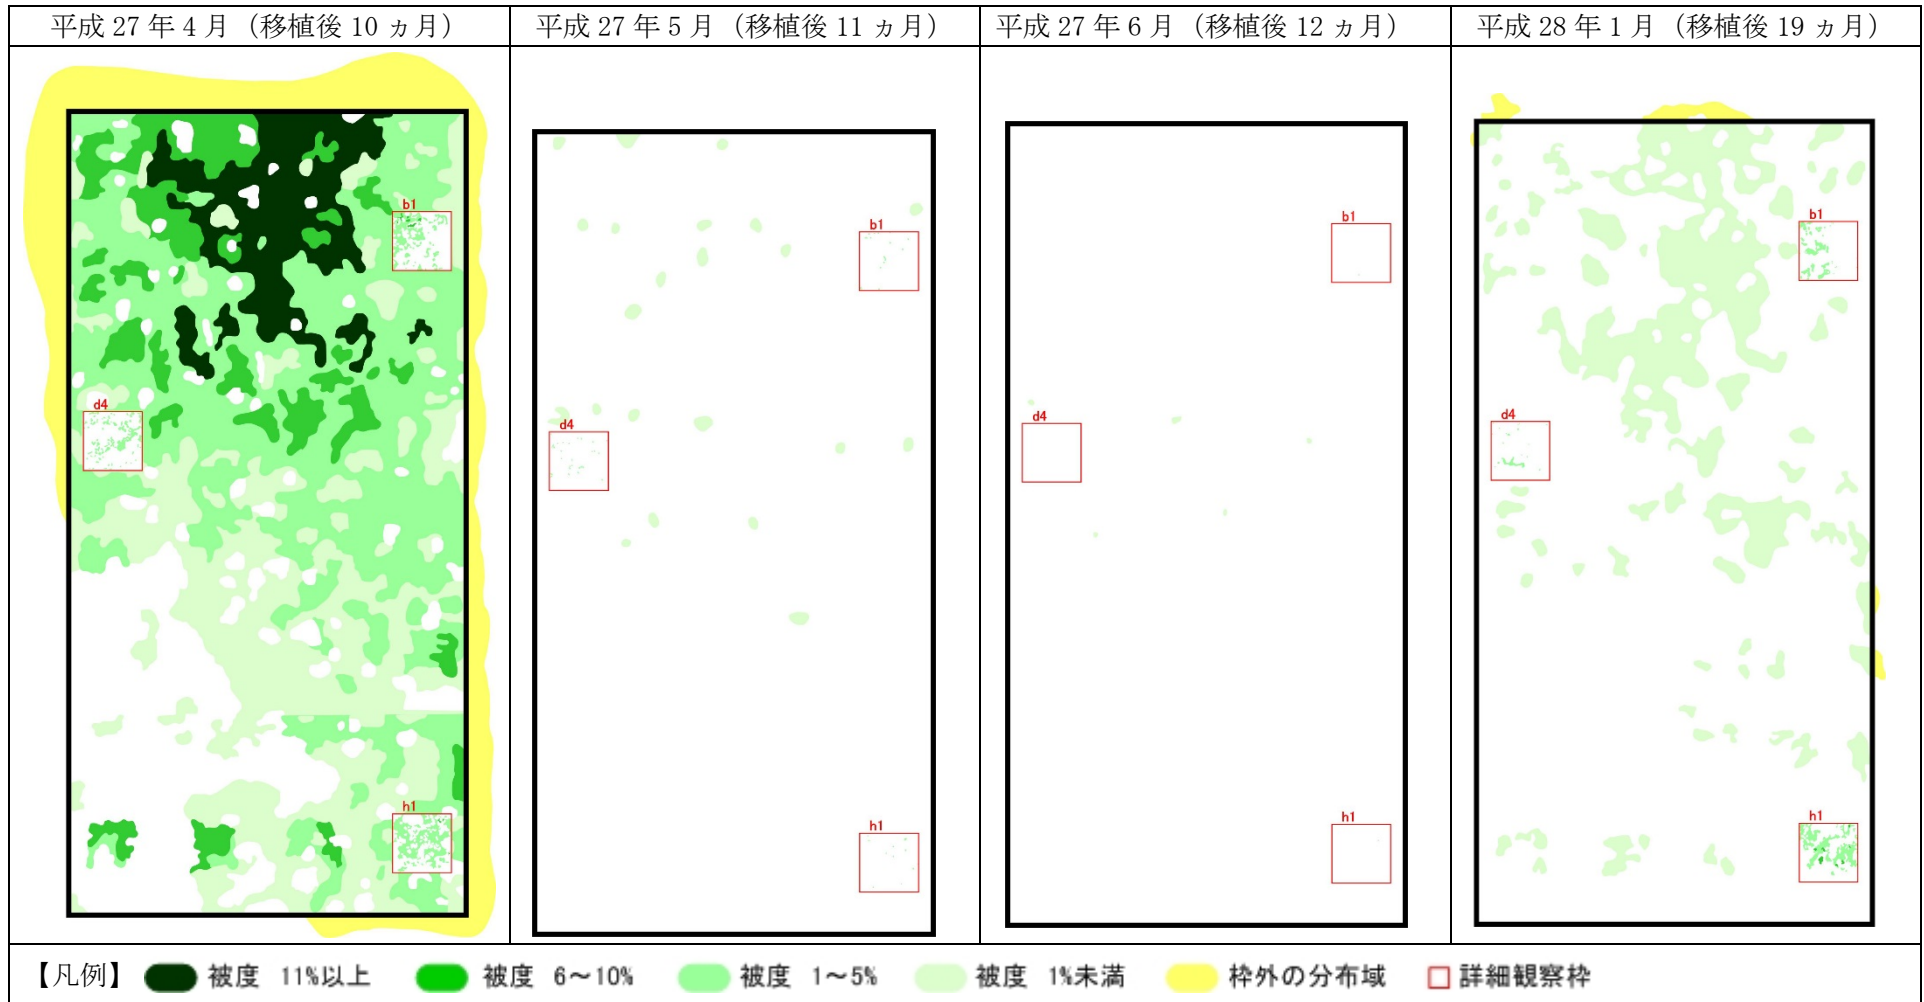 平成 27 年 4 月（移植後 10 ヵ月）
平成 27 年 5 月（移植後 11 ヵ月）
平成 27 年 6 月（移植後 12 ヵ月）
平成 28 年 1 月（移植後 19 ヵ月）
b1
d4
h1
b1
d4
h1
b1
d4
h1
b1
d4
h1
【凡例】 被度 11%以上 被度 6～10% 被度 1～5% 被度 1%未満 枠外の分布域 詳細観察枠